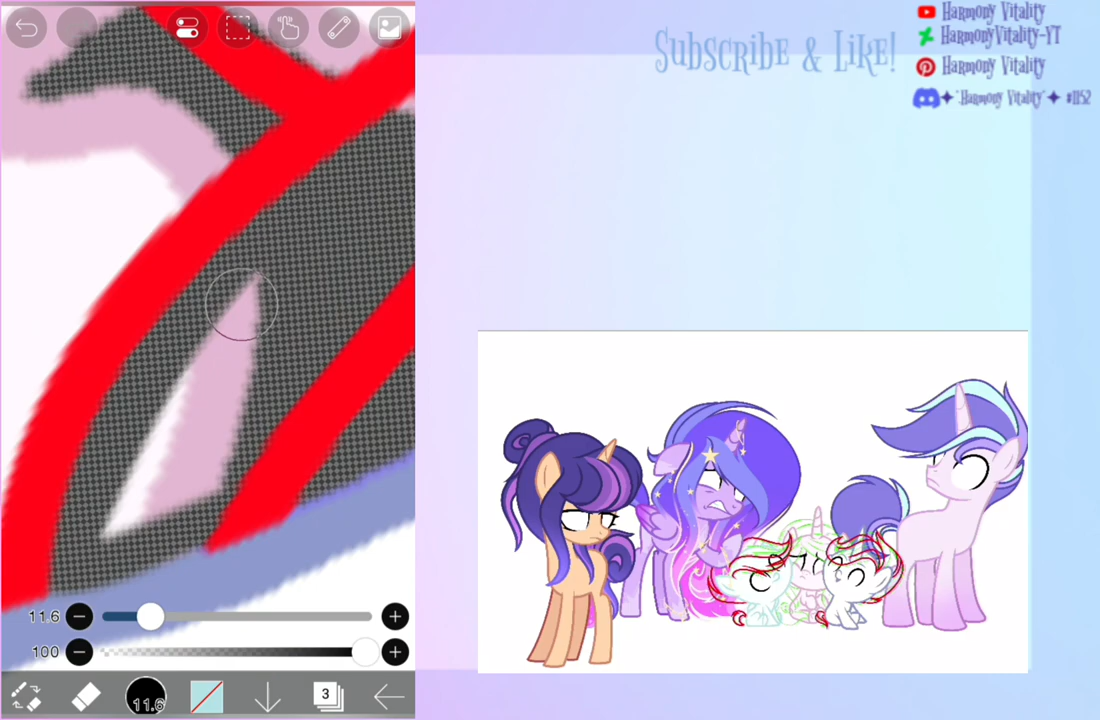 Subscribe & Like!
Harmony Vitality
HarmonyVitality-YT
Harmony Vitality
✦*.Harmony Vitality*✦ #1152
11.6
100
11.6
3